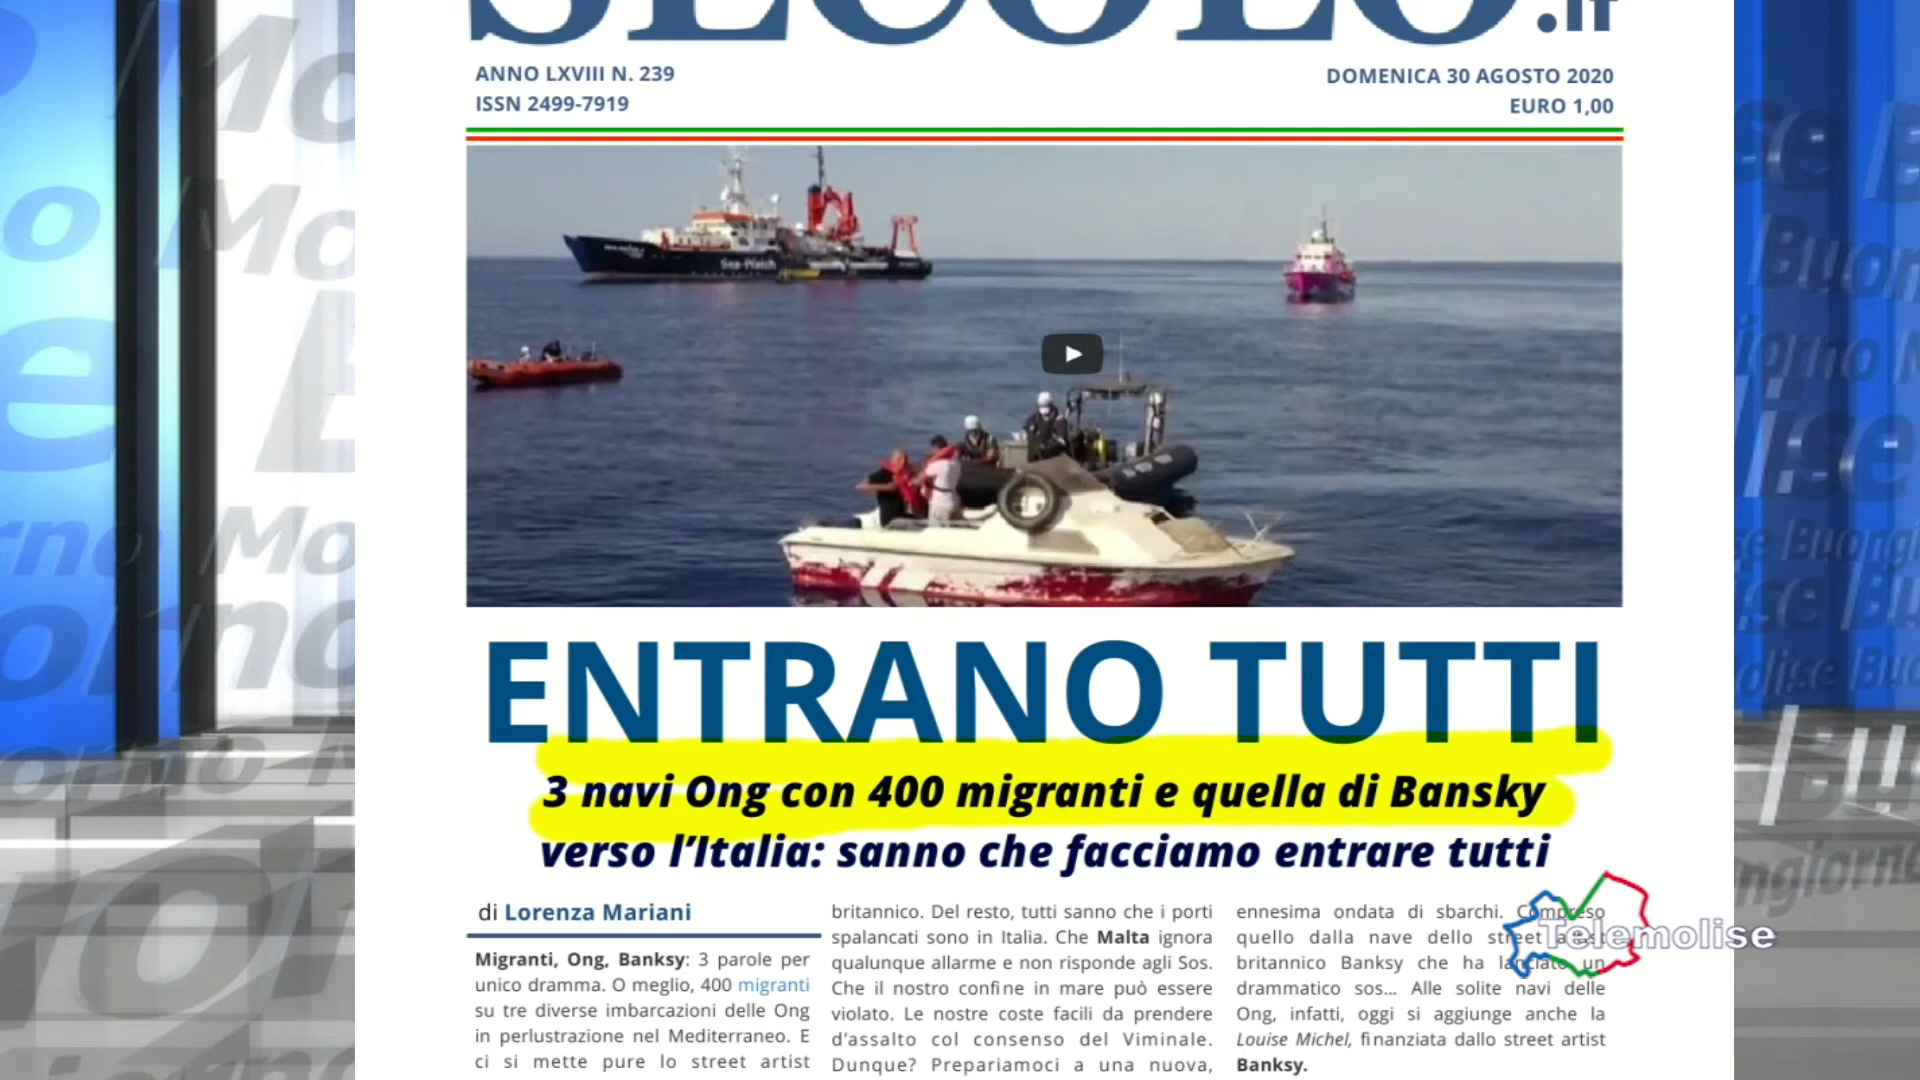 SECOLO.it
ANNO LXVIII N. 239
ISSN 2499-7919
DOMENICA 30 AGOSTO 2020
EURO 1,00
Sea-Watch
ENTRANO TUTTI
3 navi Ong con 400 migranti e quella di Bansky
verso l'Italia: sanno che facciamo entrare tutti
di Lorenza Mariani
Migranti, Ong, Banksy: 3 parole per
unico dramma. O meglio, 400 migranti
su tre diverse imbarcazioni delle Ong
in perlustrazione nel Mediterraneo. E
ci si mette pure lo street artist
britannico. Del resto, tutti sanno che i porti
spalancati sono in Italia. Che Malta ignora
qualunque allarme e non risponde agli Sos.
Che il nostro confine in mare può essere
violato. Le nostre coste facili da prendere
d'assalto col consenso del Viminale.
Dunque? Prepariamoci a una nuova,
ennesima ondata di sbarchi. Compreso
quello dalla nave dello street artist
britannico Banksy che ha lanciato un
drammatico sos... Alle solite navi delle
Ong, infatti, oggi si aggiunge anche la
Louise Michel, finanziata dallo street artist
Banksy.
Telemolise